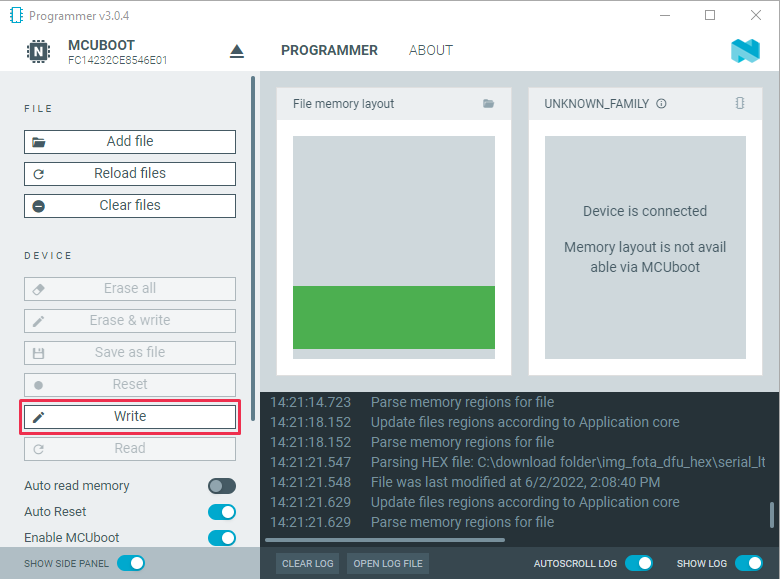 Programmer v3.0.4
MCUBOOT
FC14232CE8546E01
PROGRAMMER
ABOUT
FILE
Add file
Reload files
Clear files
DEVICE
Erase all
Erase & write
Save as file
Reset
Write
Read
Auto read memory
Auto Reset
Enable MCUboot
SHOW SIDE PANEL
File memory layout
UNKNOWN_FAMILY
Device is connected
Memory layout is not avail
able via MCUboot
14:21:14.723 Parse memory regions for file
14:21:18.152 Update files regions according to Application core
14:21:18.152 Parse memory regions for file
14:21:21.547 Parsing HEX file: C:\download folder\img_fota_dfu_hex\serial_lt
14:21:21.548 File was last modified at 6/2/2022, 2:08:40 PM
14:21:21.629 Update files regions according to Application core
14:21:21.629 Parse memory regions for file
CLEAR LOG
OPEN LOG FILE
AUTOSCROLL LOG
SHOW LOG